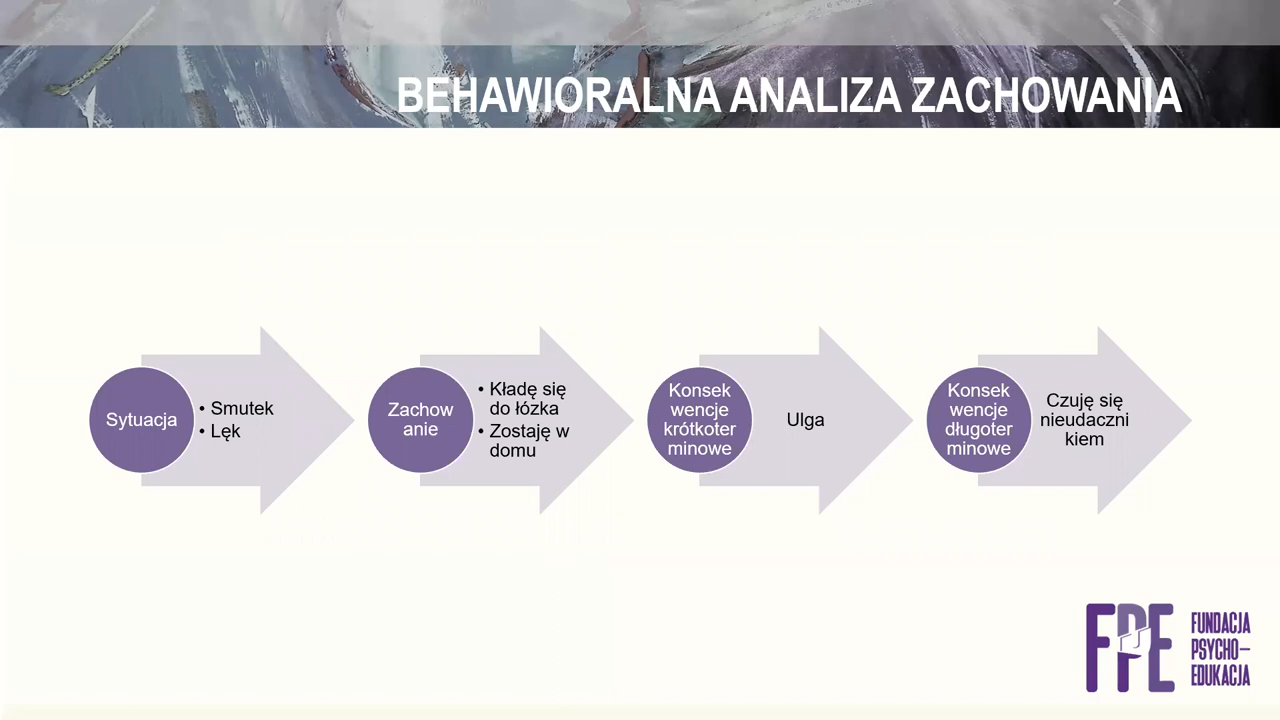 BEHAWIORALNA ANALIZA ZACHOWANIA
Sytuacja
• Smutek
• Lęk
Zachow
anie
• Kładę się
do łózka
• Zostaję w
domu
Konsek
wencje
krótkoter
minowe
Ulga
Konsek
wencje
długoter
minowe
Czuję się
nieudaczni
kiem
FPE
FUNDACJA
PSYCHO–
EDUKACJA